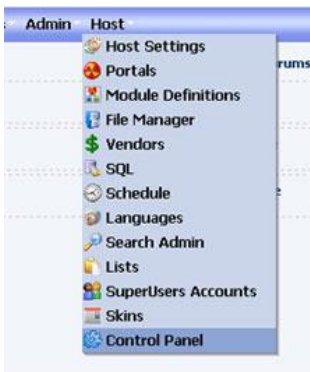 Admin Host
Host Settings
Portals
rums
Module Definitions
File Manager
Vendors
SQL
Schedule
Languages
Search Admin
Lists
SuperUsers Accounts
Skins
Control Panel